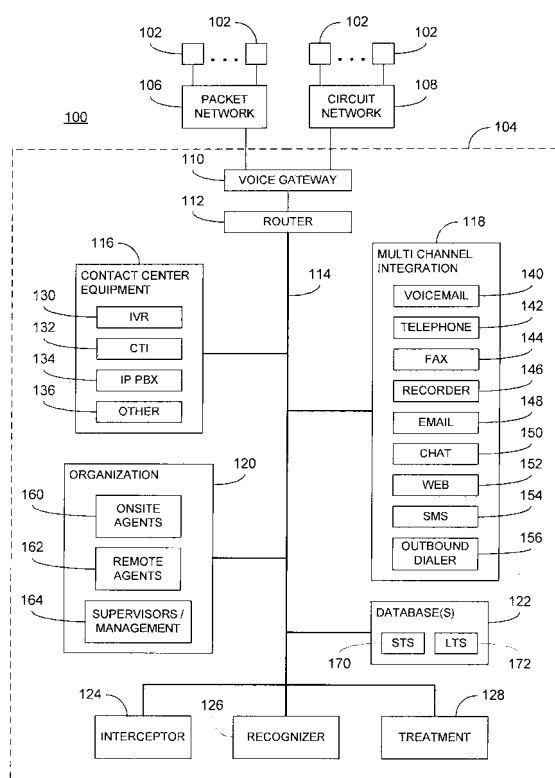 102 102 102 102
106 PACKET NETWORK
CIRCUIT NETWORK 108
100
104
110 VOICE GATEWAY
112 ROUTER
114
116
CONTACT CENTER
EQUIPMENT
130 IVR
132 CTI
134 IP PBX
136 OTHER
118
MULTI CHANNEL
INTEGRATION
VOICEMAIL 140
TELEPHONE 142
FAX 144
RECORDER 146
EMAIL 148
CHAT 150
WEB 152
SMS 154
OUTBOUND
DIALER 156
ORGANIZATION 120
160 ONSITE
AGENTS
162 REMOTE
AGENTS
164 SUPERVISORS /
MANAGEMENT
DATABASE(S) 122
STS LTS
170 172
124 INTERCEPTOR
126 RECOGNIZER
128 TREATMENT